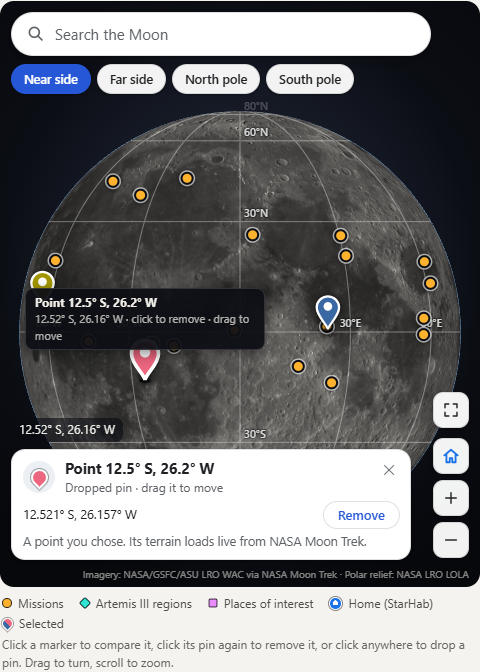 Search the Moon
Near side
Far side
North pole
South pole
80°N
60°N
30°N
Point 12.5° S, 26.2° W
12.52° S, 26.16° W · click to remove · drag to
move
30°E
12.52° S, 26.16° W
30°S
Point 12.5° S, 26.2° W
Dropped pin · drag it to move
12.521° S, 26.157° W
Remove
A point you chose. Its terrain loads live from NASA Moon Trek.
Imagery: NASA/GSFC/ASU LRO WAC via NASA Moon Trek · Polar relief: NASA LRO LOLA
Missions
Artemis III regions
Places of interest
Home (StarHab)
Selected
Click a marker to compare it, click its pin again to remove it, or click anywhere to drop a
pin. Drag to turn, scroll to zoom.